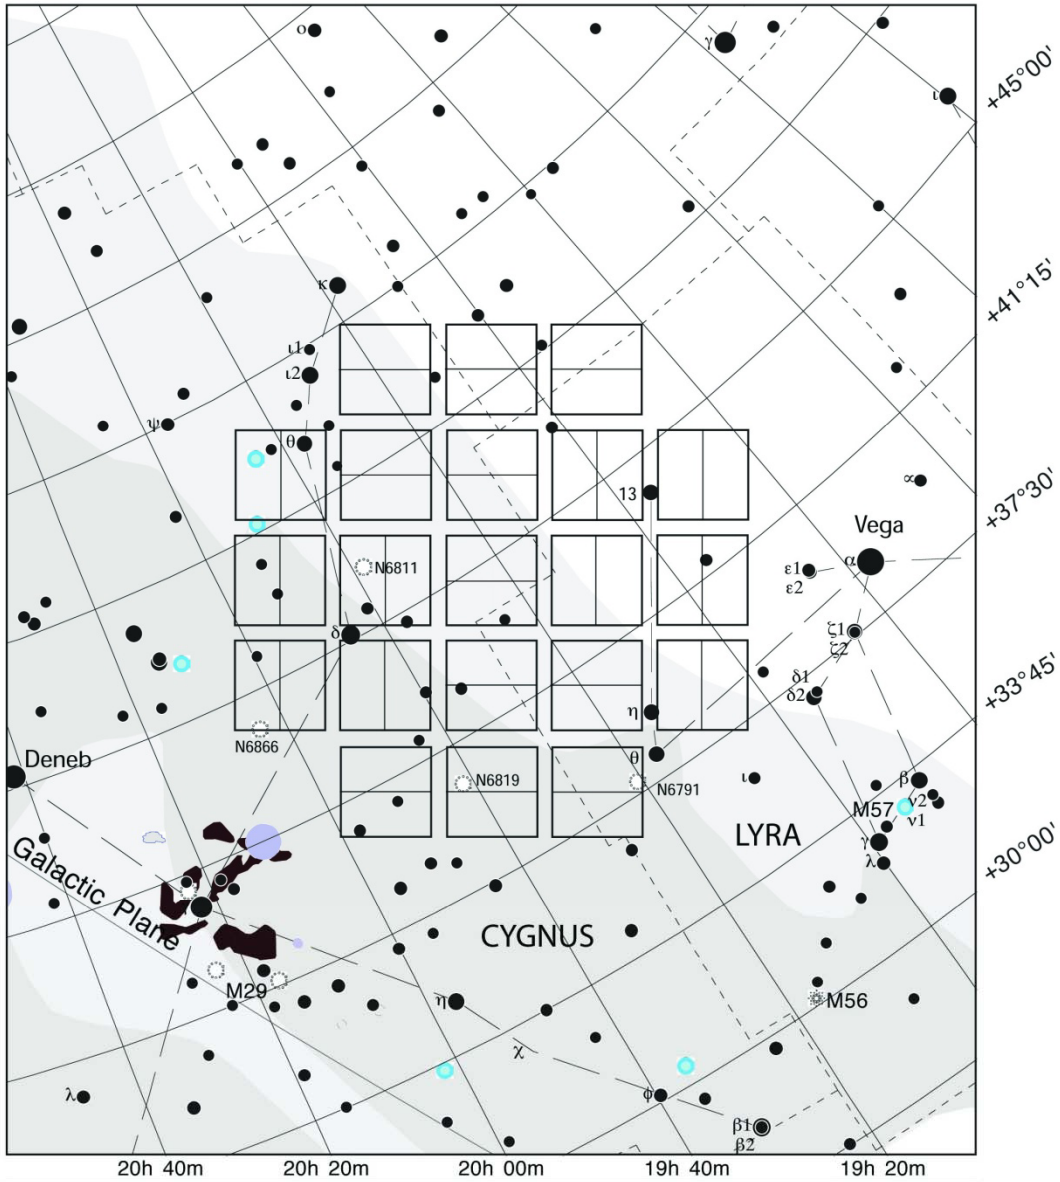 ο
γ
ι
+45°00'
κ
+41°15'
ι1
ι2
ψ
θ
13
α
+37°30'
Vega
α
ε1
ε2
N6811
δ
ζ1
ζ2
δ1
δ2
+33°45'
η
N6866
θ
Deneb
N6819
N6791
ι
β
ν2
ν1
M57
LYRA
γ
λ
+30°00'
Galactic Plane
CYGNUS
M29
η
M56
χ
λ
φ
β1
β2
20h 40m
20h 20m
20h 00m
19h 40m
19h 20m